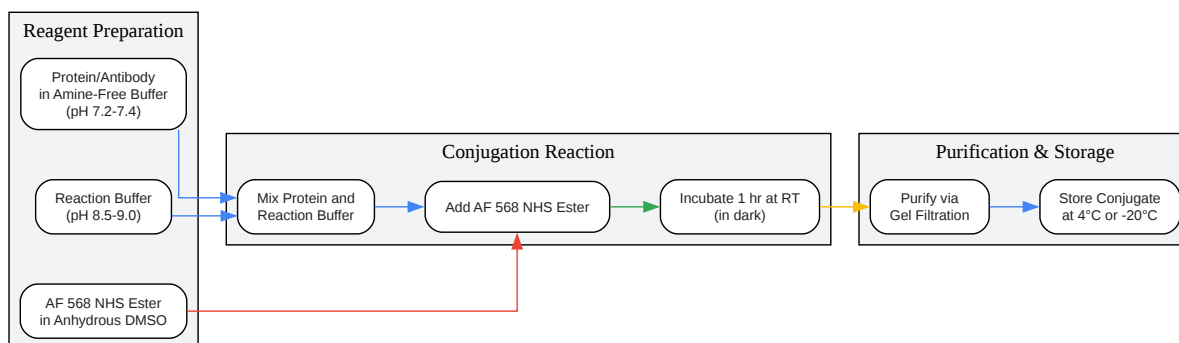 Reagent Preparation
Protein/Antibody
in Amine-Free Buffer
(pH 7.2-7.4)
Reaction Buffer
(pH 8.5-9.0)
AF 568 NHS Ester
in Anhydrous DMSO
Conjugation Reaction
Mix Protein and
Reaction Buffer
Add AF 568 NHS Ester
Incubate 1 hr at RT
(in dark)
Purification & Storage
Purify via
Gel Filtration
Store Conjugate
at 4°C or -20°C